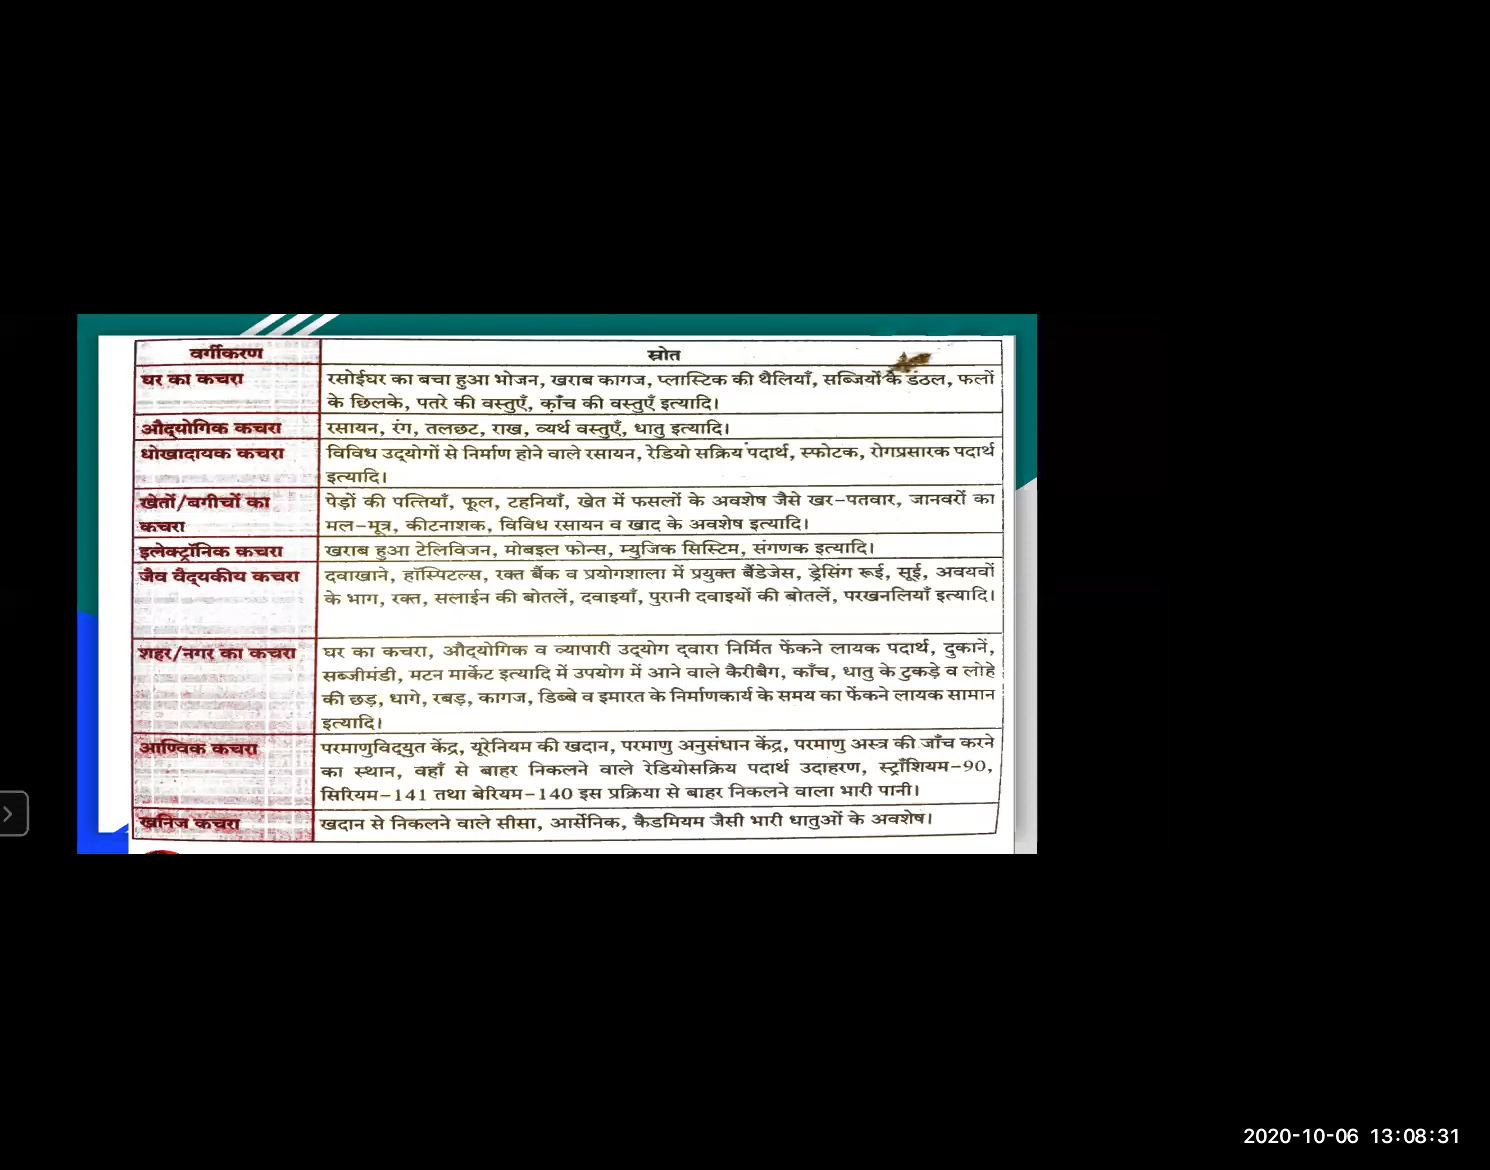 वर्गीकरण स्रोत
घर का कचरा रसोईघर का बचा हुआ भोजन, खराब कागज, प्लास्टिक की थैलियाँ, सब्जियों के डंठल, फलों
के छिलके, पतरे की वस्तुएँ, काँच की वस्तुएँ इत्यादि।
औद्योगिक कचरा रसायन, रंग, तलछट, राख, व्यर्थ वस्तुएँ, धातु इत्यादि।
धोखादायक कचरा विविध उद्योगों से निर्माण होने वाले रसायन, रेडियो सक्रिय पदार्थ, स्फोटक, रोगप्रसारक पदार्थ
इत्यादि।
खेतों/बगीचों का पेड़ों की पत्तियाँ, फूल, टहनियाँ, खेत में फसलों के अवशेष जैसे खर-पतवार, जानवरों का
कचरा मल-मूत्र, कीटनाशक, विविध रसायन व खाद के अवशेष इत्यादि।
इलेक्ट्रॉनिक कचरा खराब हुआ टेलिविजन, मोबइल फोन्स, म्युजिक सिस्टिम, संगणक इत्यादि।
जैव वैद्यकीय कचरा दवाखाने, हॉस्पिटल्स, रक्त बैंक व प्रयोगशाला में प्रयुक्त बैंडेजेस, ड्रेसिंग रूई, सूई, अवयवों
के भाग, रक्त, सलाईन की बोतलें, दवाइयाँ, पुरानी दवाइयों की बोतलें, परखनलियाँ इत्यादि।
शहर/नगर का कचरा घर का कचरा, औद्योगिक व व्यापारी उद्योग द्वारा निर्मित फेंकने लायक पदार्थ, दुकानें,
सब्जीमंडी, मटन मार्केट इत्यादि में उपयोग में आने वाले कैरीबैग, काँच, धातु के टुकड़े व लोहे
की छड़, धागे, रबड़, कागज, डिब्बे व इमारत के निर्माणकार्य के समय का फेंकने लायक सामान
इत्यादि।
आण्विक कचरा परमाणुविद्युत केंद्र, यूरेनियम की खदान, परमाणु अनुसंधान केंद्र, परमाणु अस्त्र की जाँच करने
का स्थान, वहाँ से बाहर निकलने वाले रेडियोसक्रिय पदार्थ उदाहरण, स्ट्राँशियम-90,
सिरियम-141 तथा बेरियम-140 इस प्रक्रिया से बाहर निकलने वाला भारी पानी।
खनिज कचरा खदान से निकलने वाले सीसा, आर्सेनिक, कैडमियम जैसी भारी धातुओं के अवशेष।
2020-10-06 13:08:31